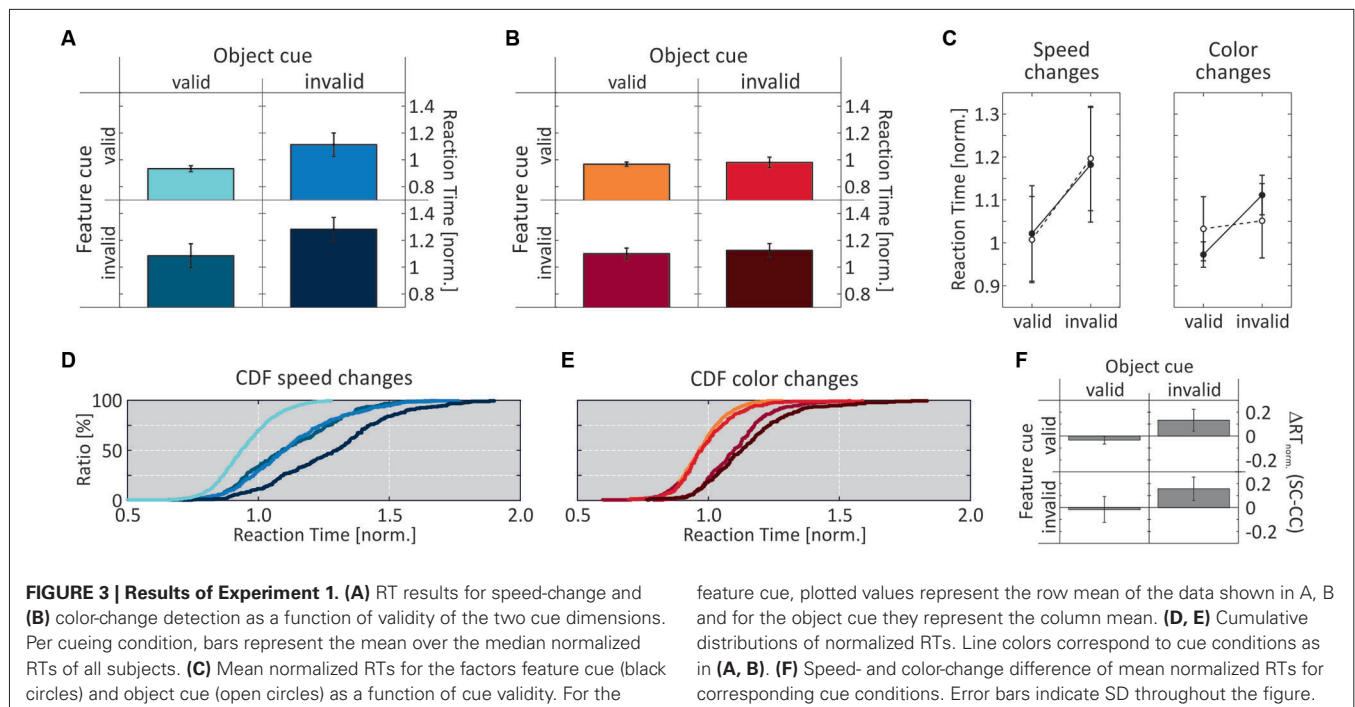 A
Object cue
valid
invalid
Feature cue
valid
invalid
1.4
1.2
1
0.8
1.4
1.2
1
0.8
Reaction Time [norm.]
B
Object cue
valid
invalid
Feature cue
valid
invalid
1.4
1.2
1
0.8
1.4
1.2
1
0.8
Reaction Time [norm.]
C
Speed
changes
Color
changes
Reaction Time [norm.]
1.3
1.2
1.1
1
0.9
valid
invalid
valid
invalid
D
CDF speed changes
Ratio [%]
100
50
0
0.5
1.0
1.5
2.0
Reaction Time [norm.]
E
CDF color changes
0.5
1.0
1.5
2.0
Reaction Time [norm.]
F
Object cue
valid
invalid
Feature cue
valid
invalid
0.2
0
-0.2
0.2
0
-0.2
ΔRTnorm. (SC-CC)
FIGURE 3 | Results of Experiment 1. (A) RT results for speed-change and
(B) color-change detection as a function of validity of the two cue dimensions.
Per cueing condition, bars represent the mean over the median normalized
RTs of all subjects. (C) Mean normalized RTs for the factors feature cue (black
circles) and object cue (open circles) as a function of cue validity. For the
feature cue, plotted values represent the row mean of the data shown in A, B
and for the object cue they represent the column mean. (D, E) Cumulative
distributions of normalized RTs. Line colors correspond to cue conditions as
in (A, B). (F) Speed- and color-change difference of mean normalized RTs for
corresponding cue conditions. Error bars indicate SD throughout the figure.